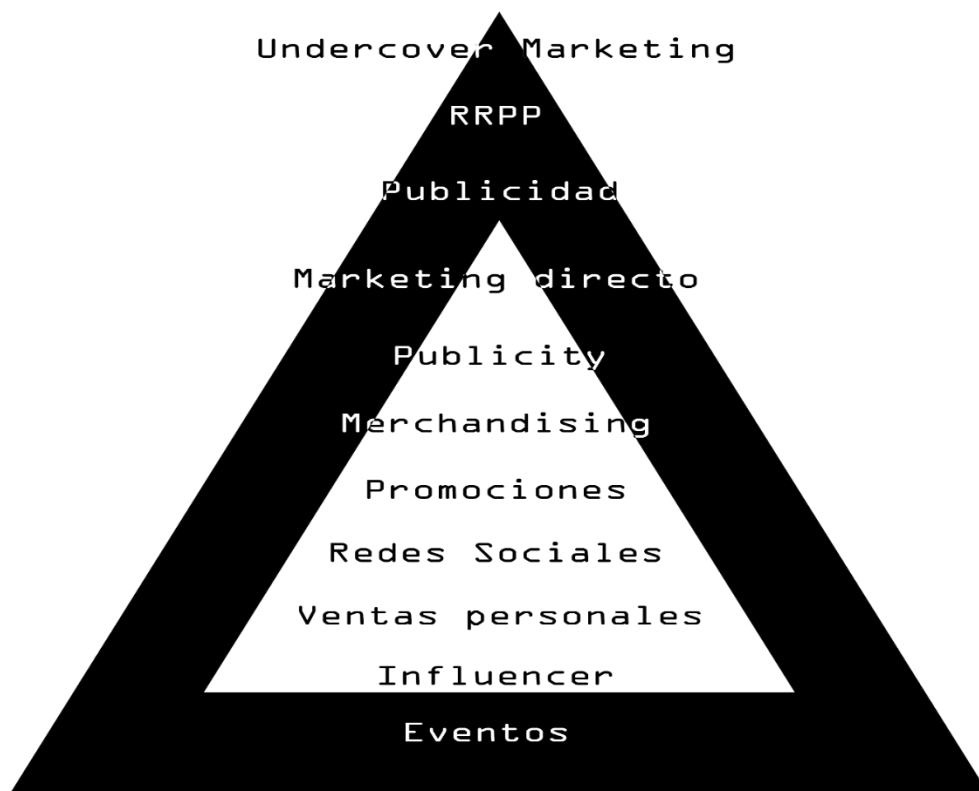 Undercover Marketing
RRPP
Publicidad
Marketing directo
Publicity
Merchandising
Promociones
Redes Sociales
Ventas personales
Influencer
Eventos